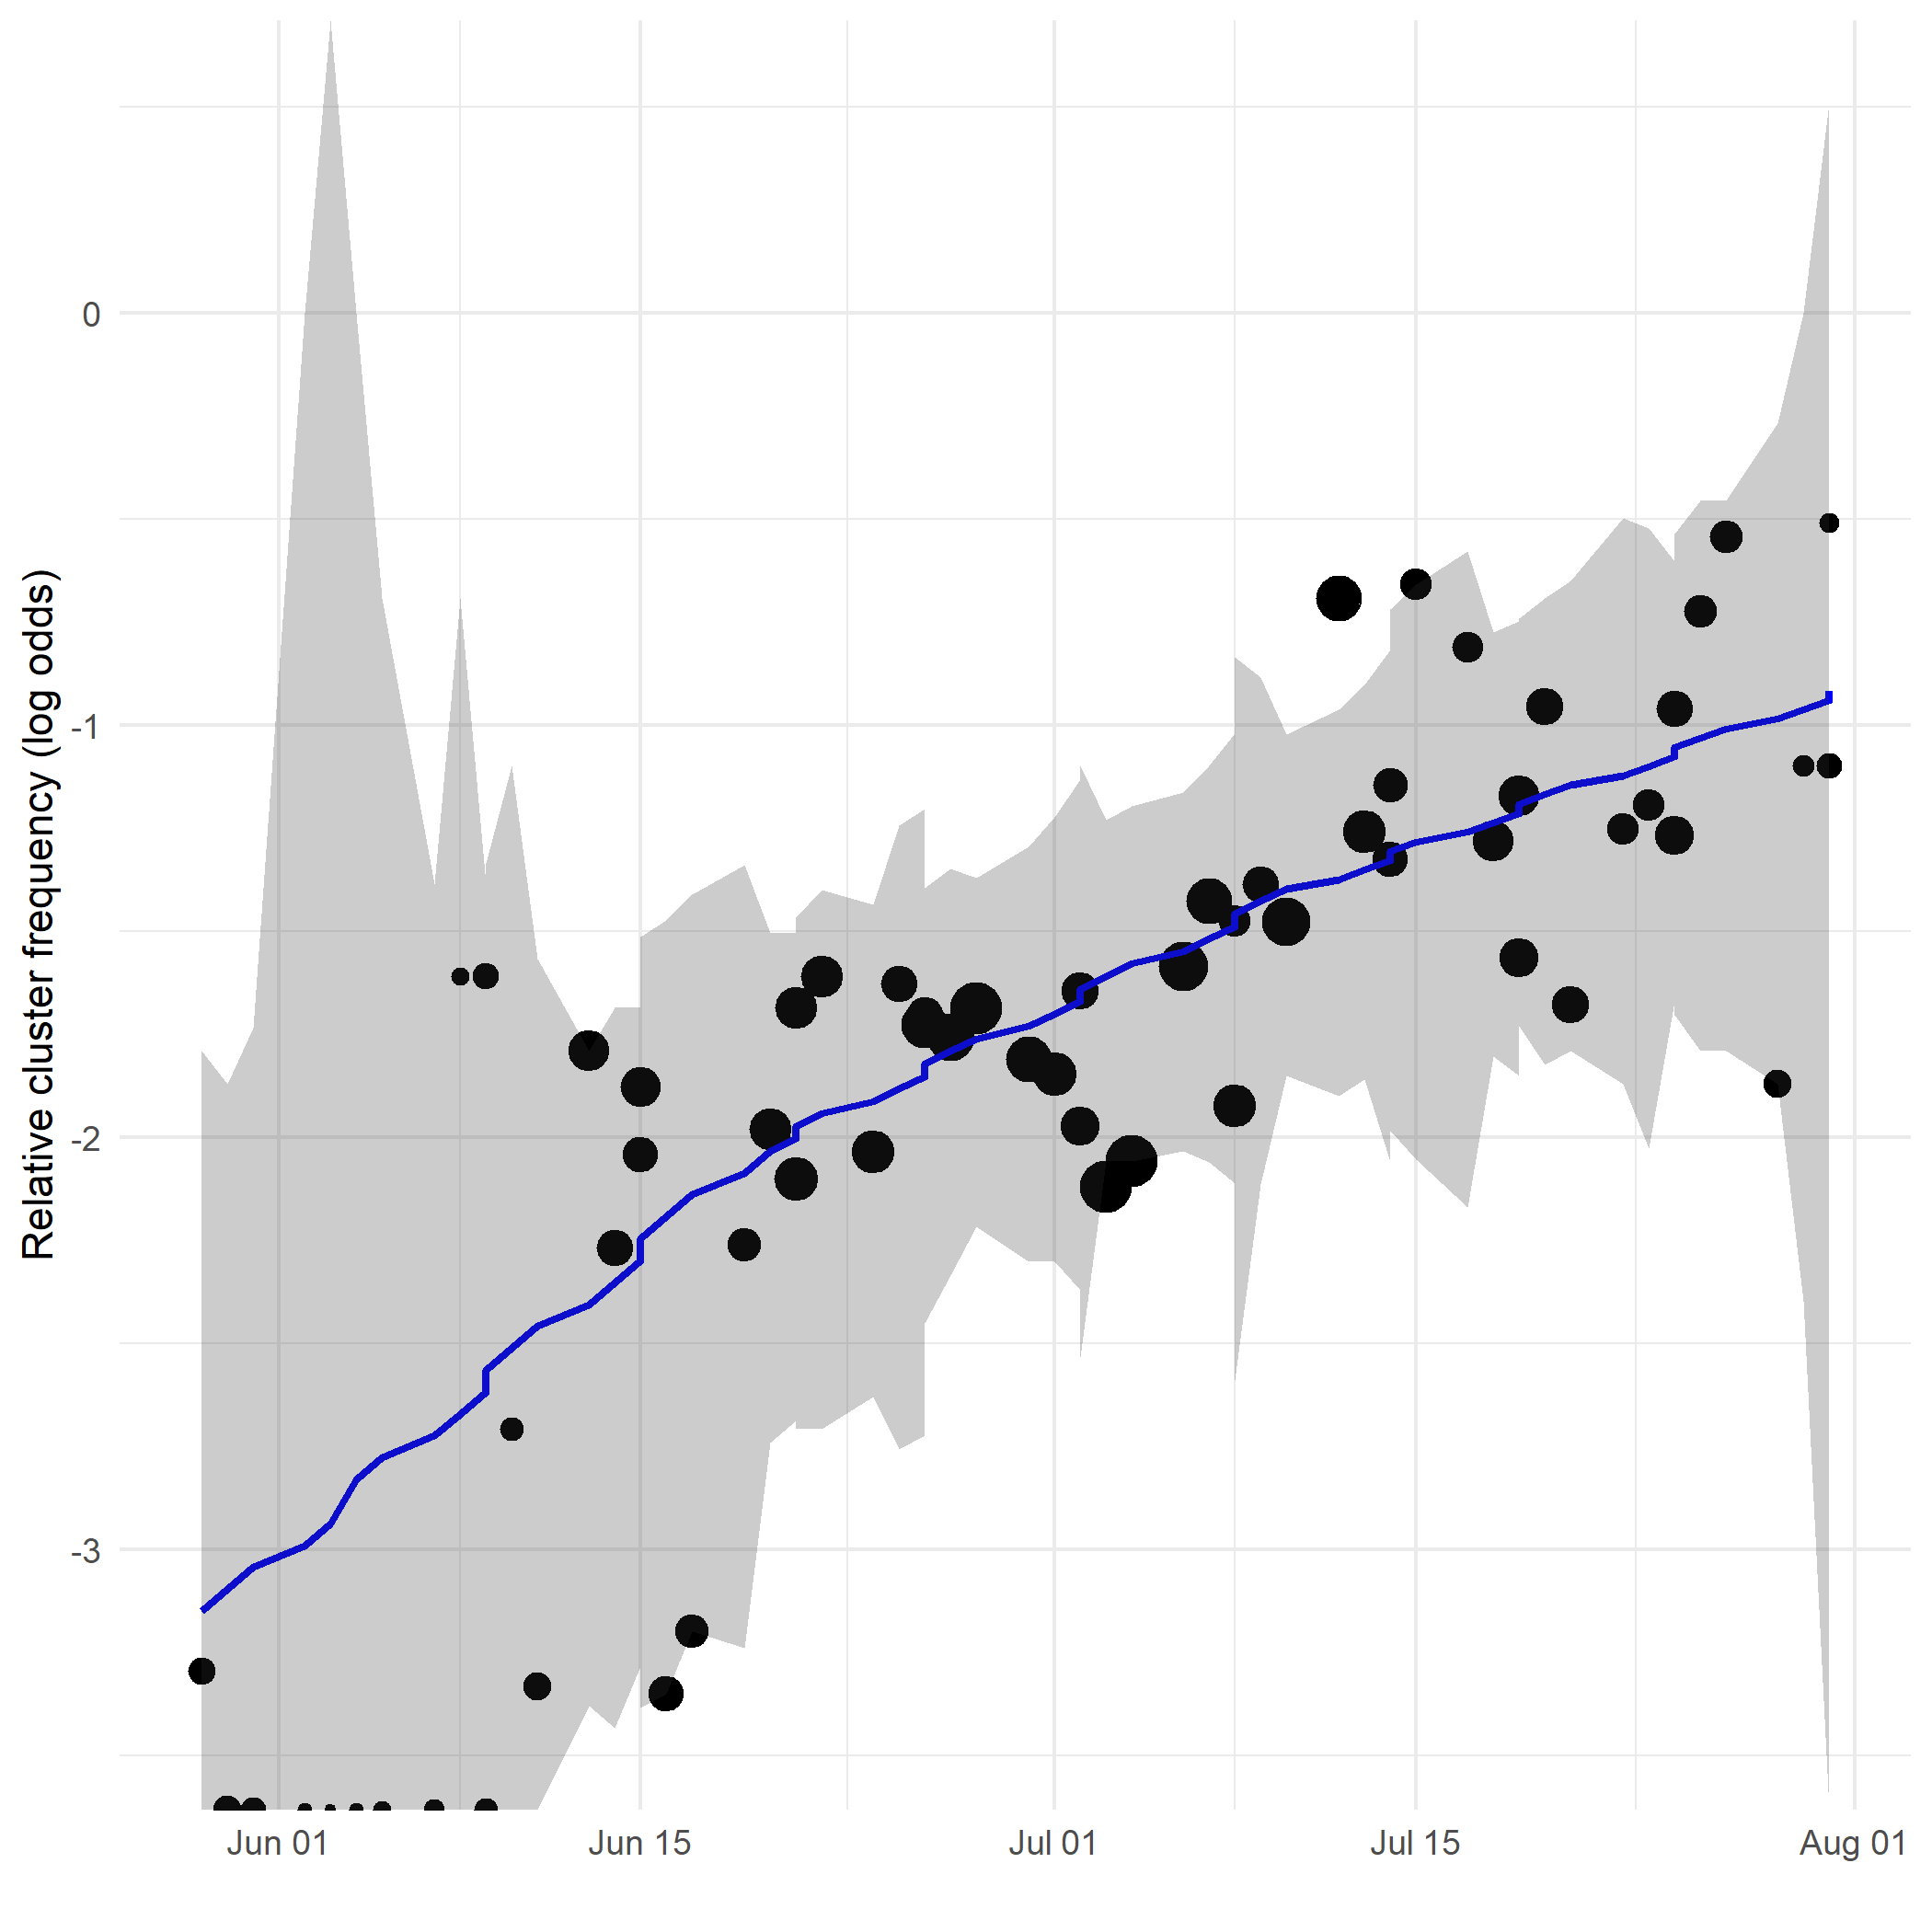 Relative cluster frequency (log odds)
0
-1
-2
-3
Jun 01
Jun 15
Jul 01
Jul 15
Aug 01